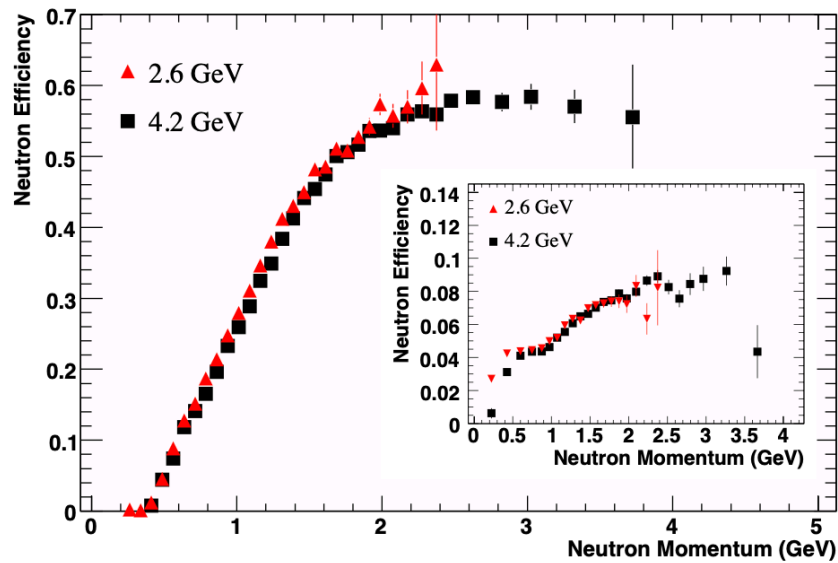 0.7
0.6
0.5
0.4
0.3
0.2
0.1
0
Neutron Efficiency
2.6 GeV
4.2 GeV
0 1 2 3 4 5
Neutron Momentum (GeV)
0.14
0.12
0.1
0.08
0.06
0.04
0.02
0
Neutron Efficiency
2.6 GeV
4.2 GeV
0 0.5 1 1.5 2 2.5 3 3.5 4
Neutron Momentum (GeV)